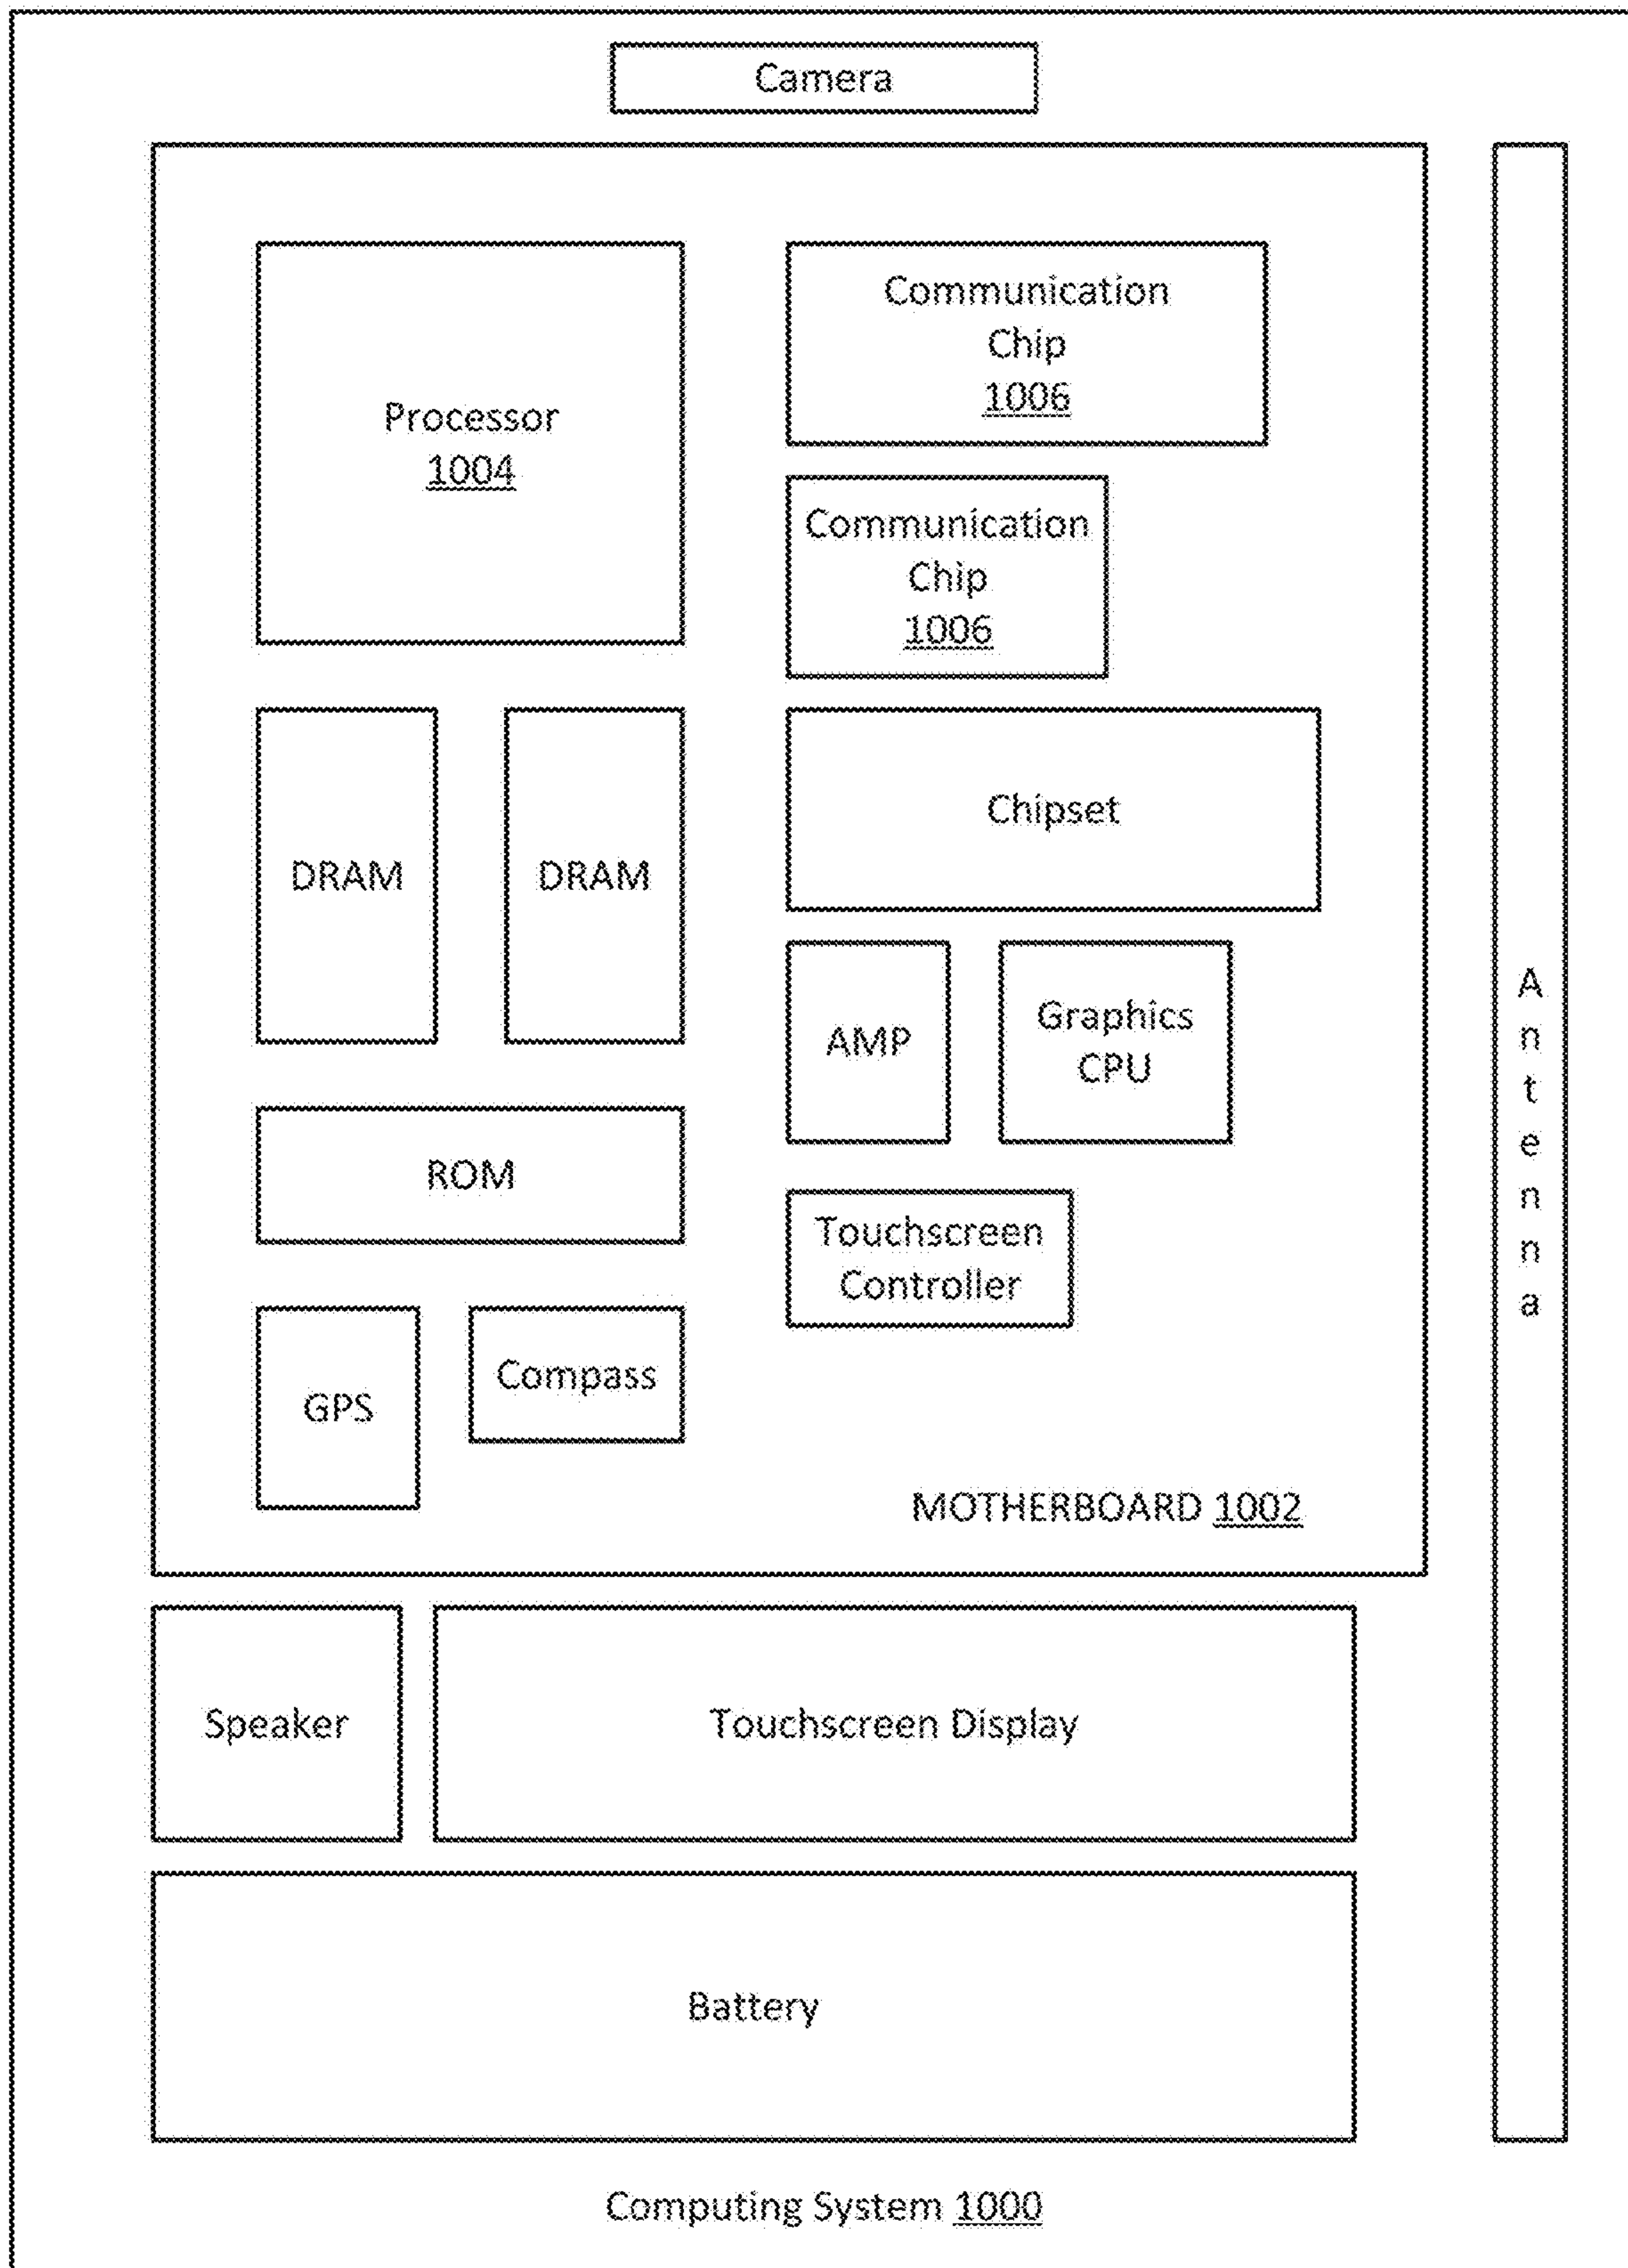 Camera
Processor
1004
Communication
Chip
1006
Communication
Chip
1006
DRAM
DRAM
Chipset
AMP
Graphics
CPU
ROM
Touchscreen
Controller
GPS
Compass
MOTHERBOARD 1002
Antenna
Speaker
Touchscreen Display
Battery
Computing System 1000